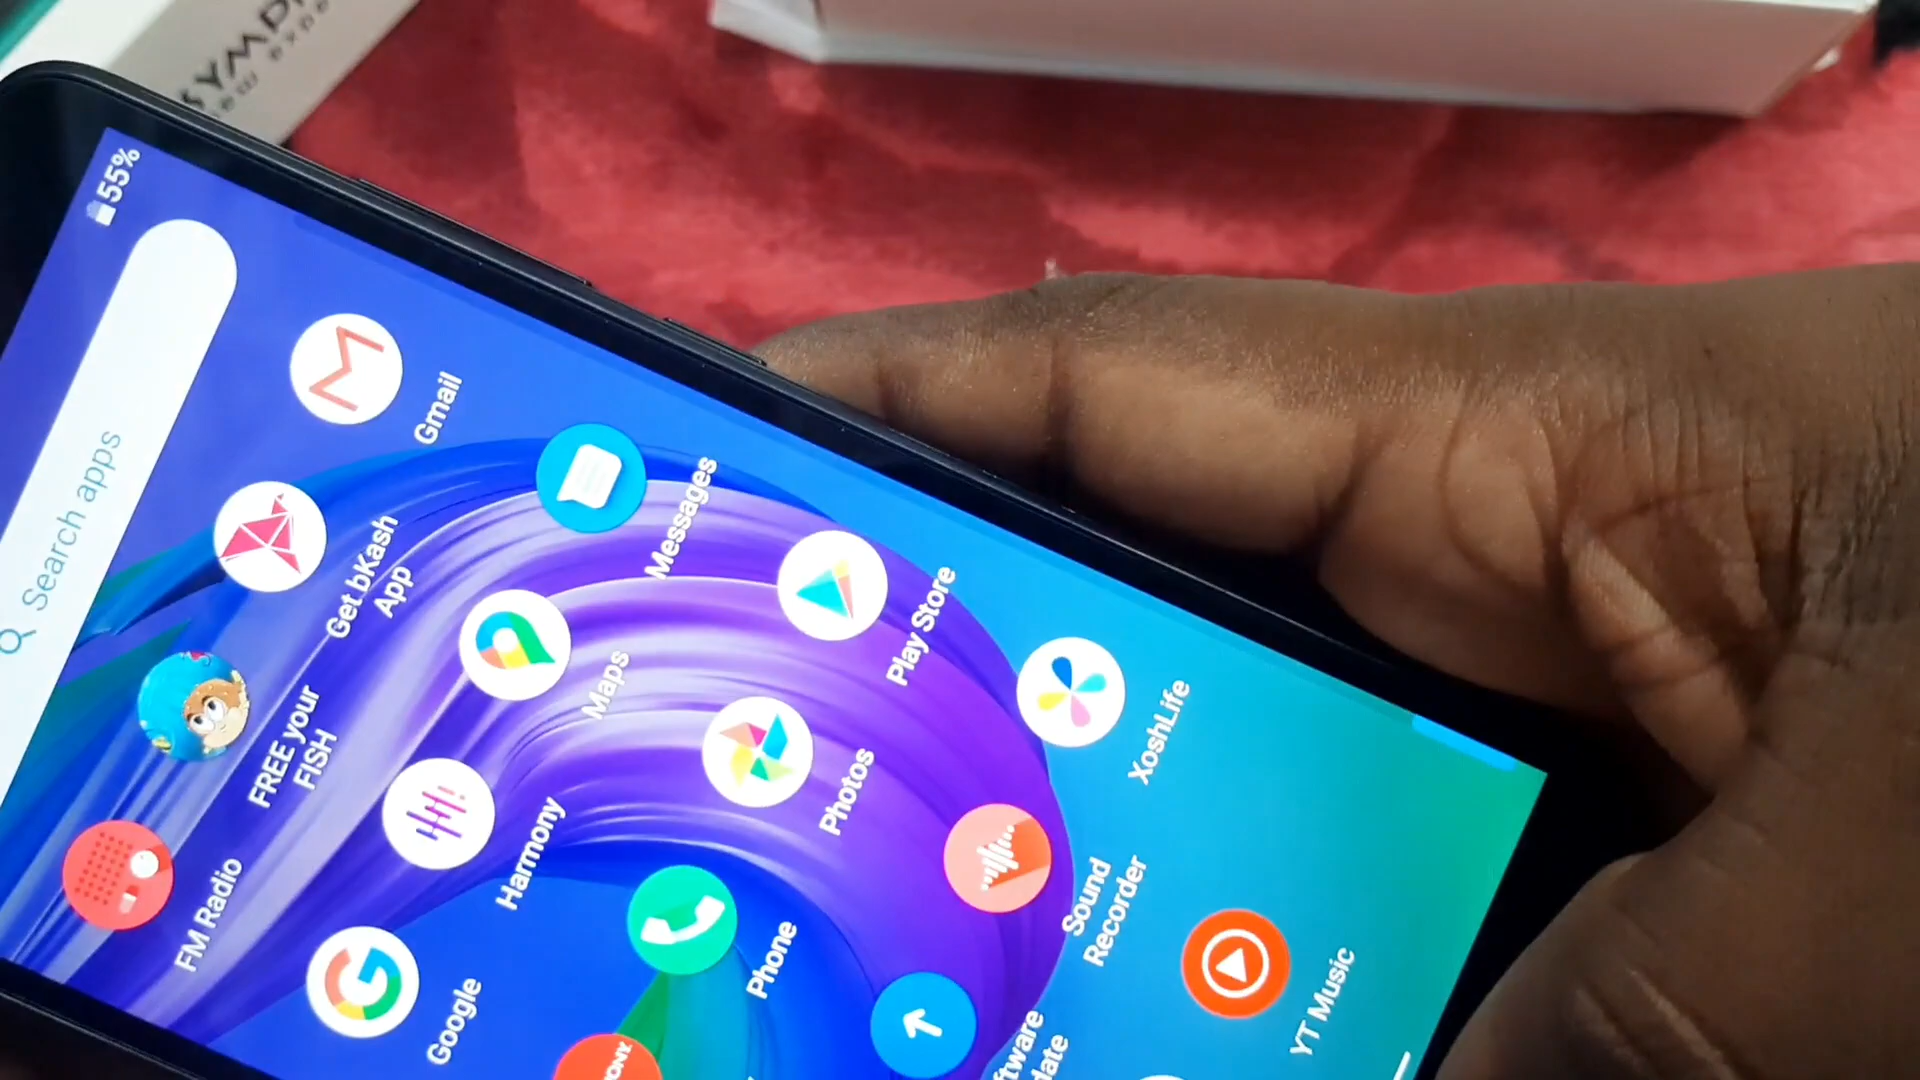 55%
Search apps
FM Radio
FREE your
FISH
Get bKash
App
Gmail
Google
Harmony
Maps
Messages
Phone
Photos
Play Store
Sound
Recorder
XoshLife
YT Music